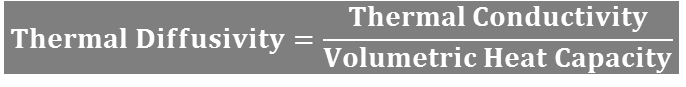 Thermal Diffusivity = Thermal Conductivity
Volumetric Heat Capacity